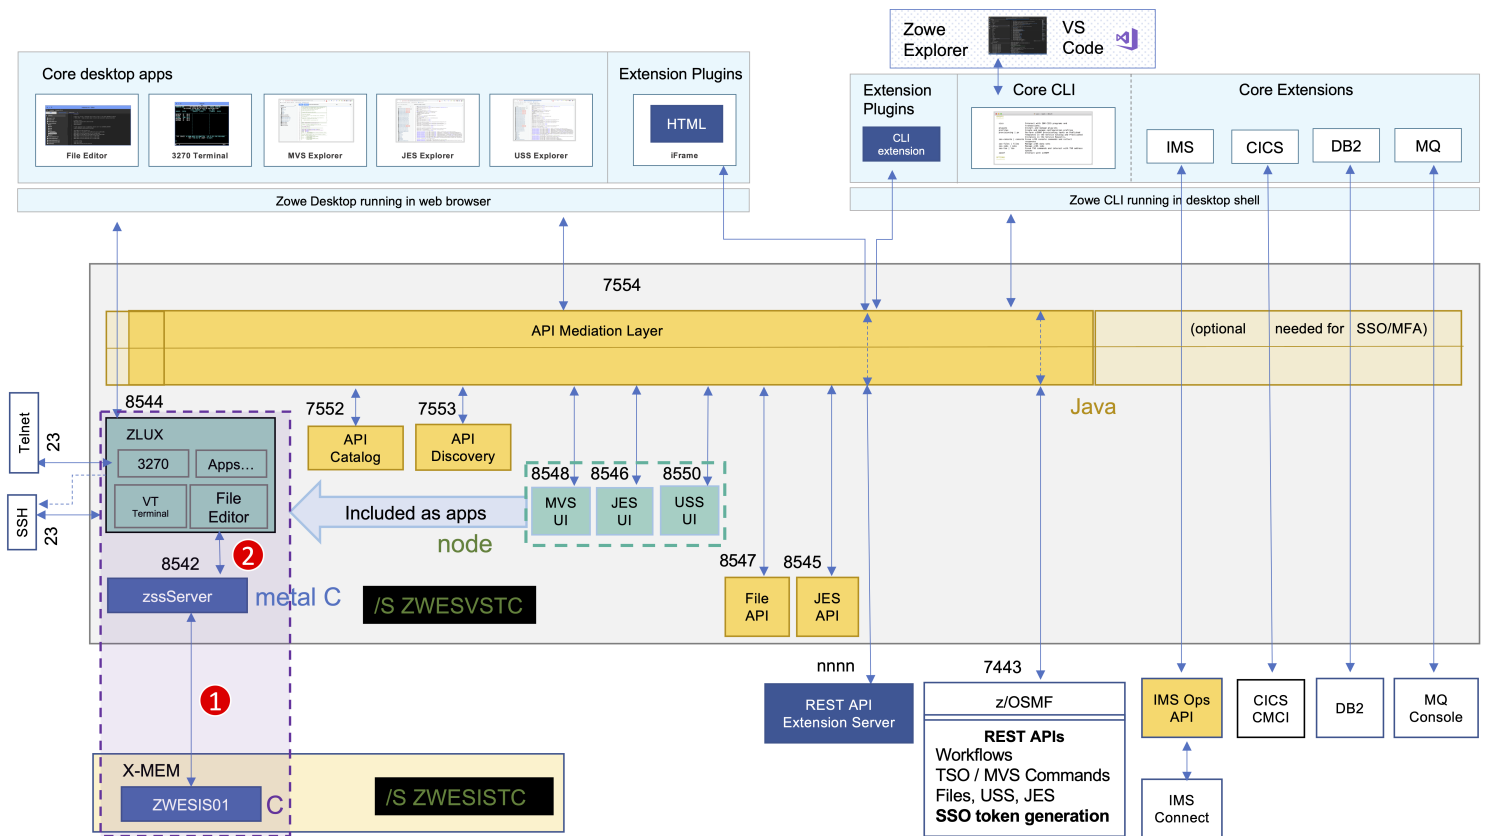 Zowe
Explorer
VS
Code
Core desktop apps
Extension Plugins
File Editor
3270 Terminal
MVS Explorer
JES Explorer
USS Explorer
HTML
iFrame
Zowe Desktop running in web browser
Extension
Plugins
CLI
extension
Core CLI
Core Extensions
IMS
CICS
DB2
MQ
Zowe CLI running in desktop shell
7554
API Mediation Layer
(optional needed for SSO/MFA)
Java
Telnet
23
SSH
23
8544
ZLUX
3270
Apps...
VT
Terminal
File
Editor
7552
API
Catalog
7553
API
Discovery
8548
MVS
UI
8546
JES
UI
8550
USS
UI
Included as apps
node
2
8542
zssServer
metal C
/S ZWESVSTC
8547
File
API
8545
JES
API
1
X-MEM
ZWESIS01
C
/S ZWESISTC
nnnn
REST API
Extension Server
7443
z/OSMF
REST APIs
Workflows
TSO / MVS Commands
Files, USS, JES
SSO token generation
IMS Ops
API
IMS
Connect
CICS
CMCI
DB2
MQ
Console